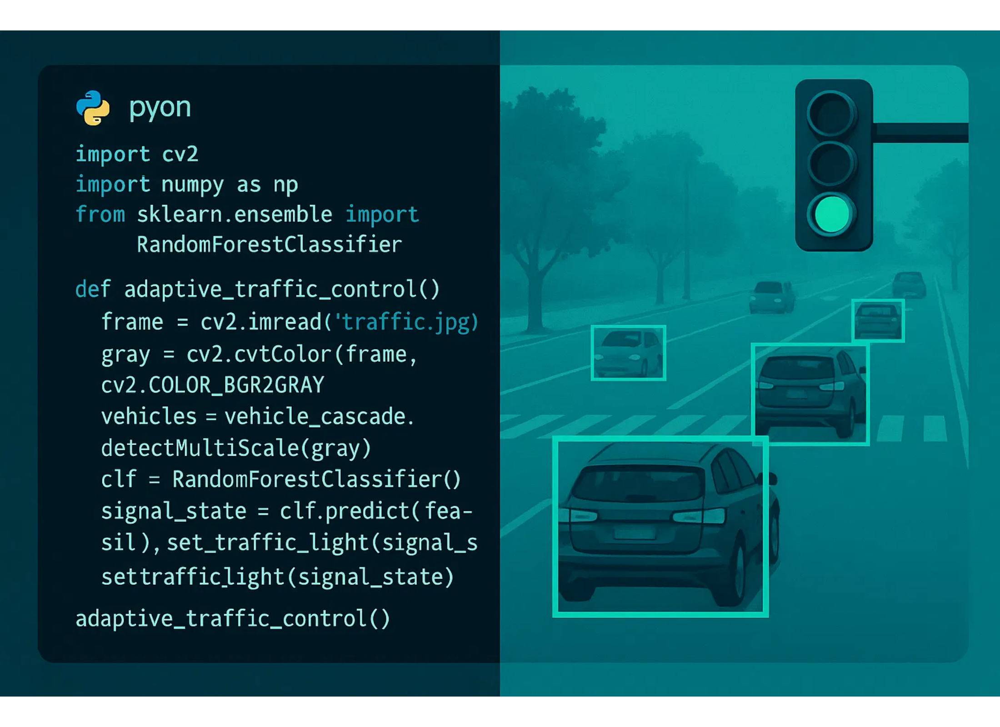 pyon
import cv2
import numpy as np
from sklearn.ensemble import
RandomForestClassifier
def adaptive_traffic_control()
frame = cv2.imread('traffic.jpg)
gray = cv2.cvtColor(frame,
cv2.COLOR_BGR2GRAY
vehicles = vehicle_cascade.
detectMultiScale(gray)
clf = RandomForestClassifier()
signal_state = clf.predict(fea-
sil), set_traffic_light(signal_s
settraffic_light(signal_state)
adaptive_traffic_control()